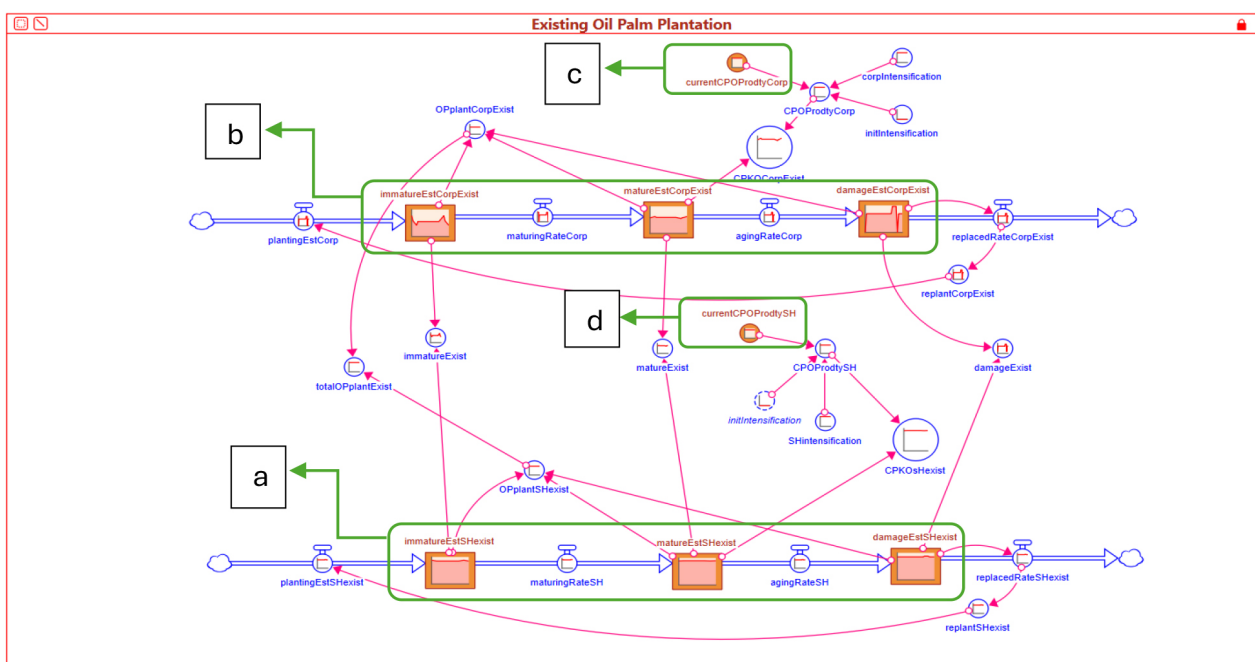 Existing Oil Palm Plantation
c
currentCPOProdtyCorp
corpIntensification
CPOProdtyCorp
initIntensification
OPplantCorpExist
b
CPKOCorpExist
immatureEstCorpExist
matureEstCorpExist
damageEstCorpExist
plantingEstCorp
maturingRateCorp
agingRateCorp
replacedRateCorpExist
replantCorpExist
d
currentCPOProdtySH
immatureExist
matureExist
CPOProdtySH
damageExist
totalOPplantExist
initIntensification
SHintensification
CPKOsHexist
a
OPplantSHexist
immatureEstSHexist
matureEstSHexist
damageEstSHexist
plantingEstSHexist
maturingRateSH
agingRateSH
replacedRateSHexist
replantSHexist